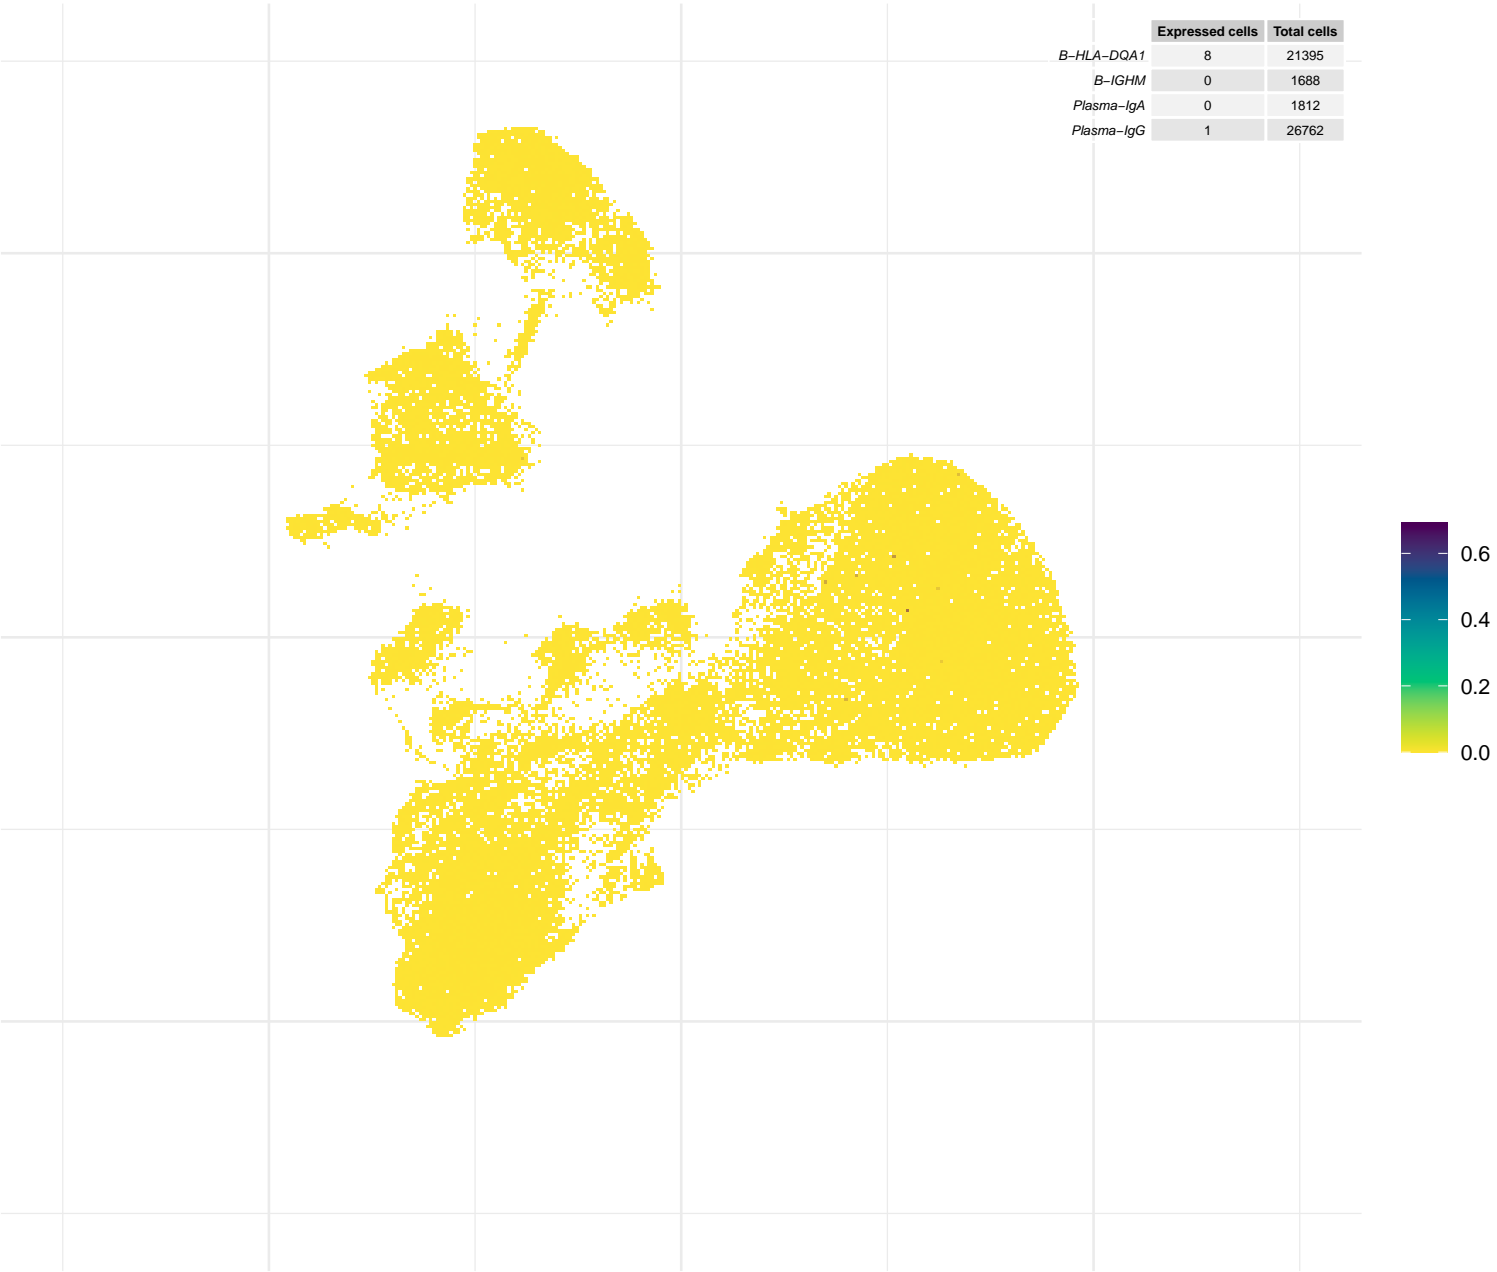 Expressed cells Total cells
B−HLA−DQA1 8 21395
B−IGHM 0 1688
Plasma−IgA 0 1812
Plasma−IgG 1 26762
0.6
0.4
0.2
0.0